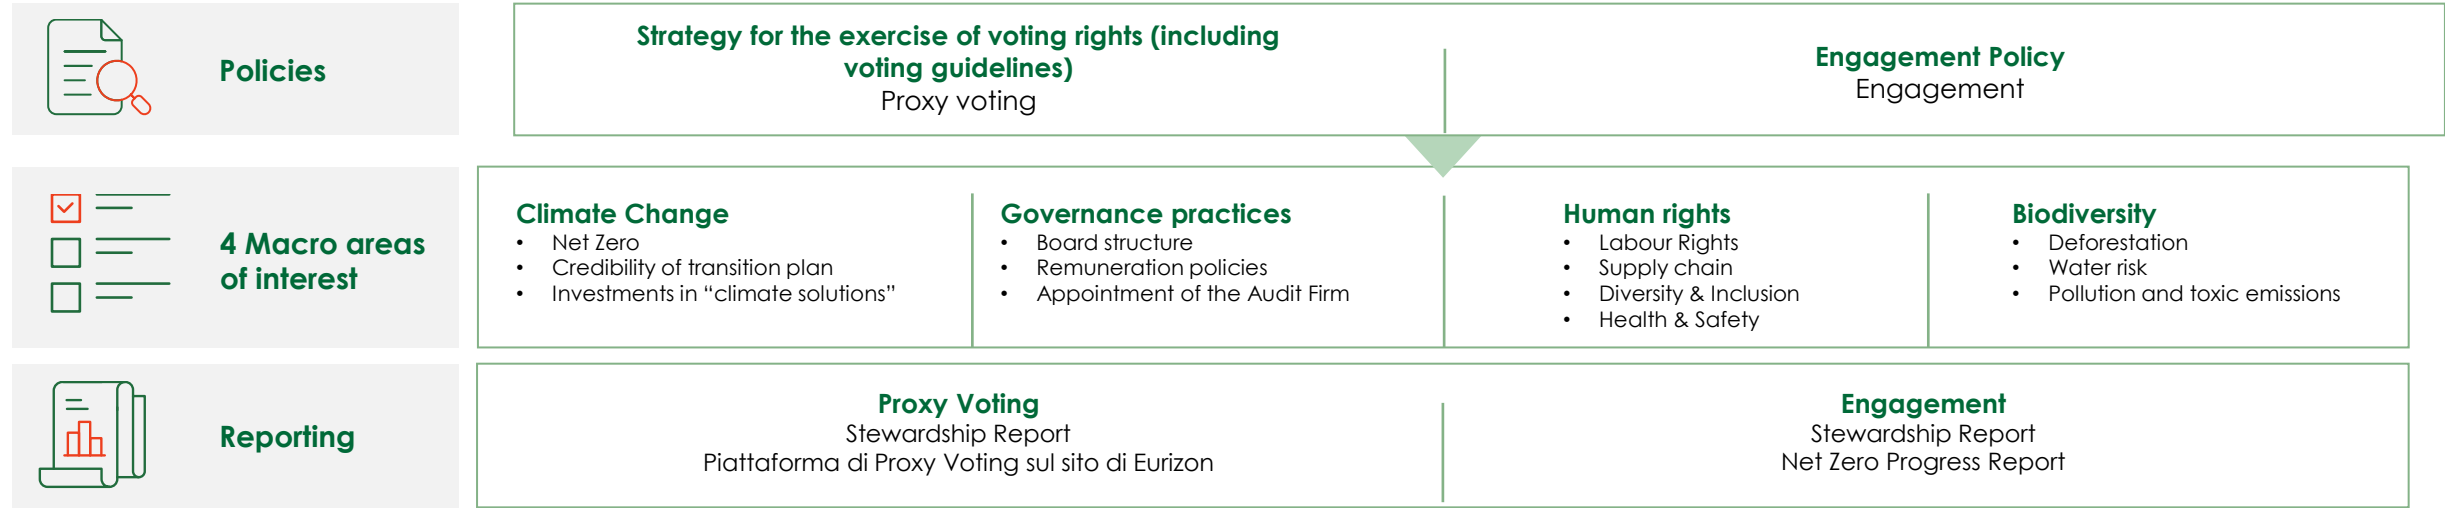 Policies
Strategy for the exercise of voting rights (including
voting guidelines)
Proxy voting
Engagement Policy
Engagement
4 Macro areas
of interest
Climate Change
• Net Zero
• Credibility of transition plan
• Investments in “climate solutions”
Governance practices
• Board structure
• Remuneration policies
• Appointment of the Audit Firm
Human rights
• Labour Rights
• Supply chain
• Diversity & Inclusion
• Health & Safety
Biodiversity
• Deforestation
• Water risk
• Pollution and toxic emissions
Reporting
Proxy Voting
Stewardship Report
Piattaforma di Proxy Voting sul sito di Eurizon
Engagement
Stewardship Report
Net Zero Progress Report